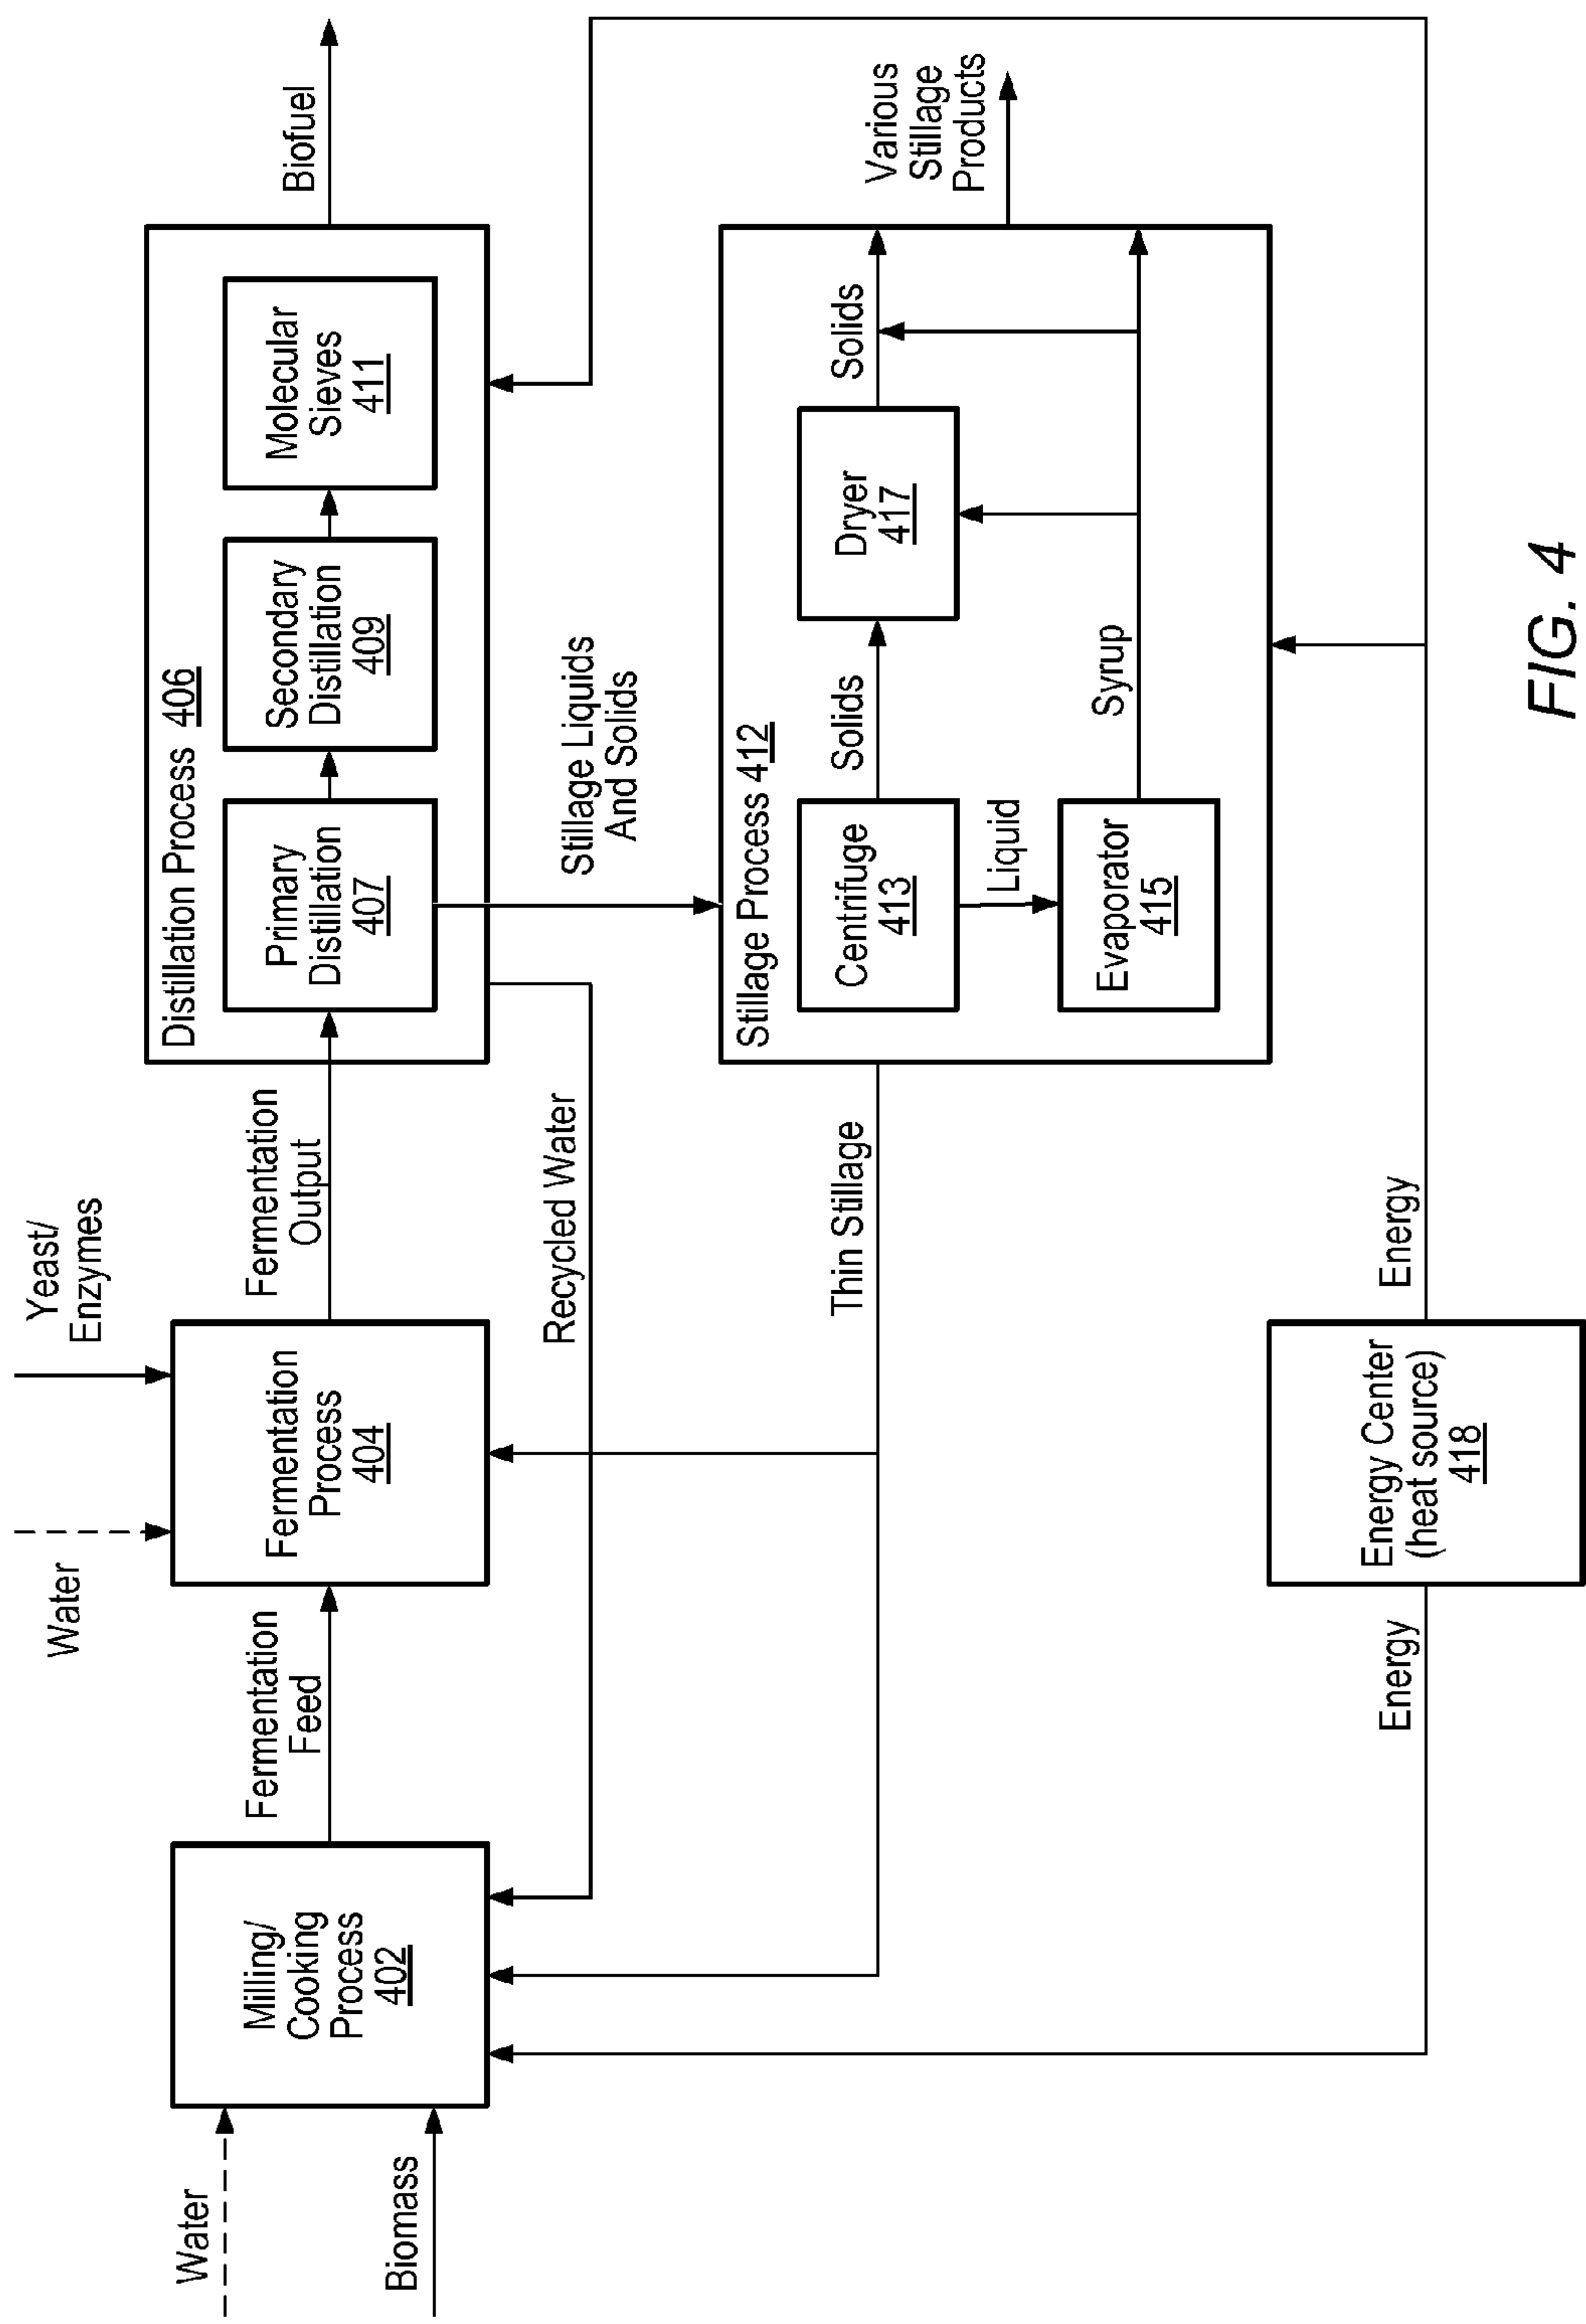 Yeast/
Enzymes
Water
Water
Biomass
Milling/
Cooking
Process
402
Fermentation
Feed
Fermentation
Process
404
Fermentation
Output
Distillation Process 406
Primary
Distillation
407
Secondary
Distillation
409
Molecular
Sieves
411
Biofuel
Recycled Water
Stillage Liquids
And Solids
Thin Stillage
Stillage Process 412
Centrifuge
413
Solids
Dryer
417
Solids
Liquid
Evaporator
415
Syrup
Various
Stillage
Products
Energy
Energy Center
(heat source)
418
Energy
FIG. 4